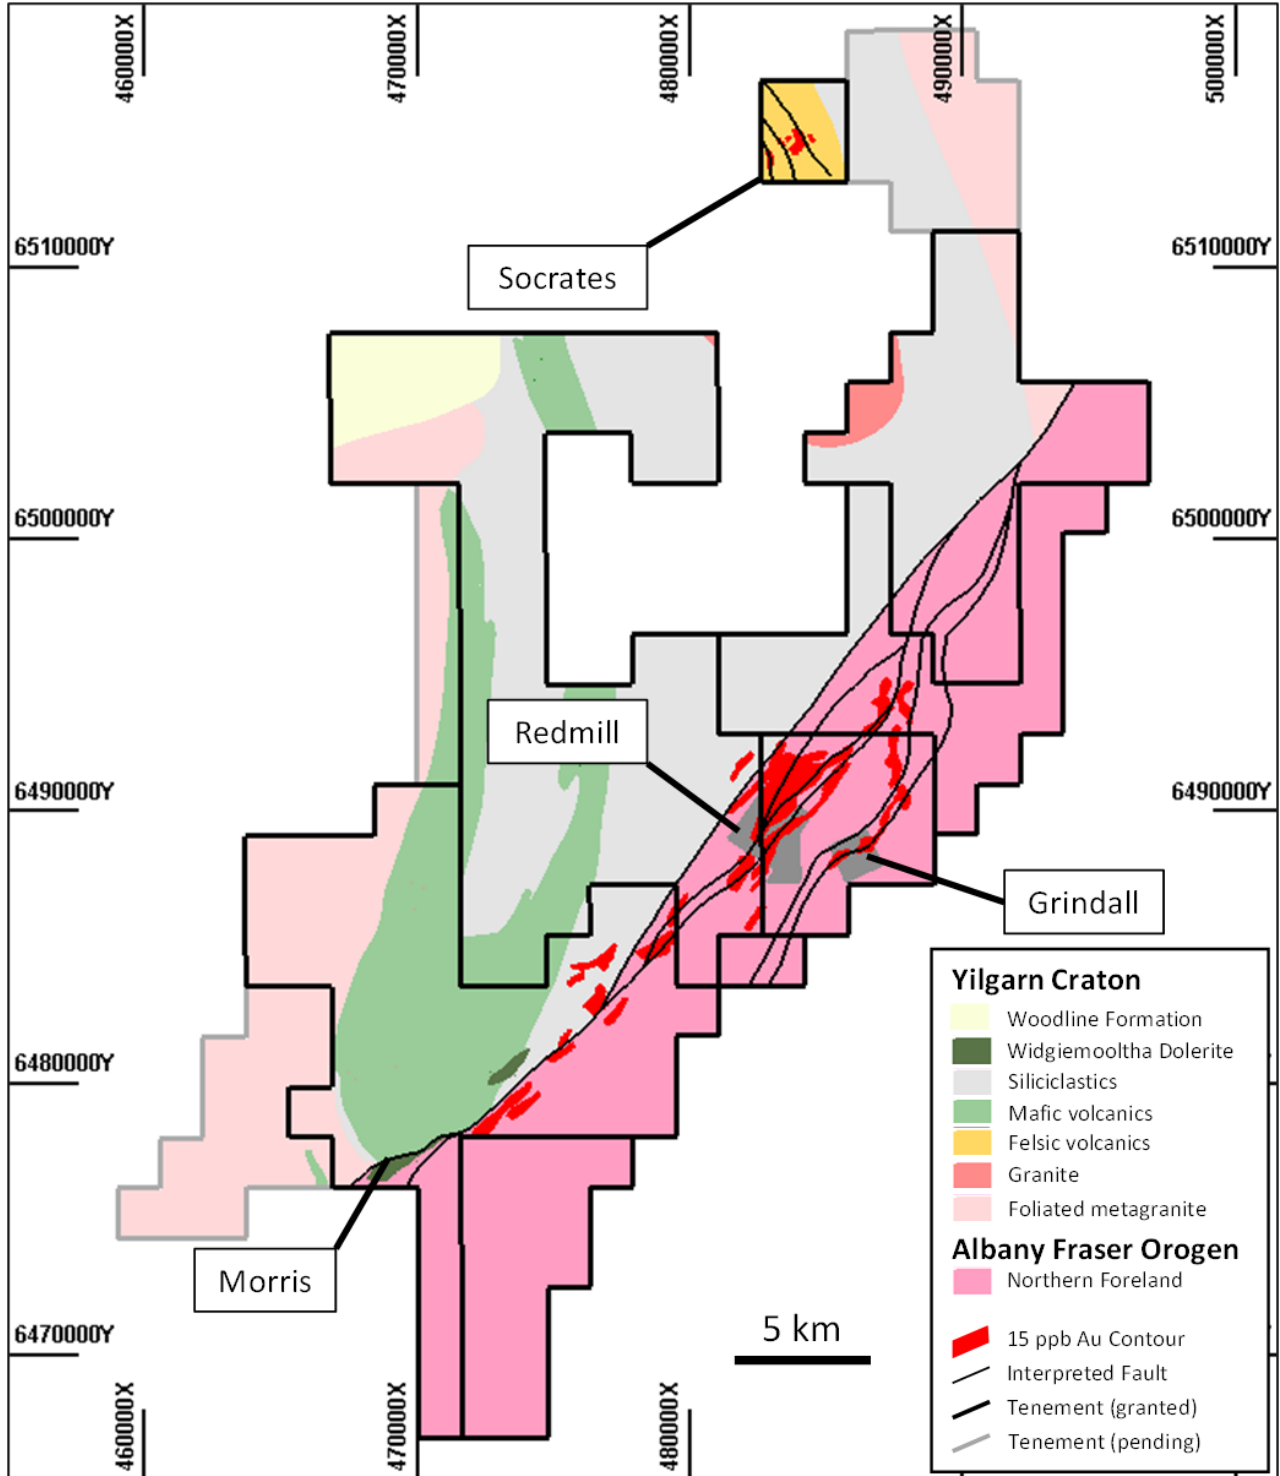 460000X
470000X
480000X
490000X
500000X
6510000Y
6510000Y
Socrates
6500000Y
6500000Y
Redmill
6490000Y
6490000Y
Grindall
6480000Y
Morris
6470000Y
5 km
460000X
470000X
480000X
Yilgarn Craton
Woodline Formation
Widgiemooltha Dolerite
Siliciclastics
Mafic volcanics
Felsic volcanics
Granite
Foliated metagranite
Albany Fraser Orogen
Northern Foreland
15 ppb Au Contour
Interpreted Fault
Tenement (granted)
Tenement (pending)